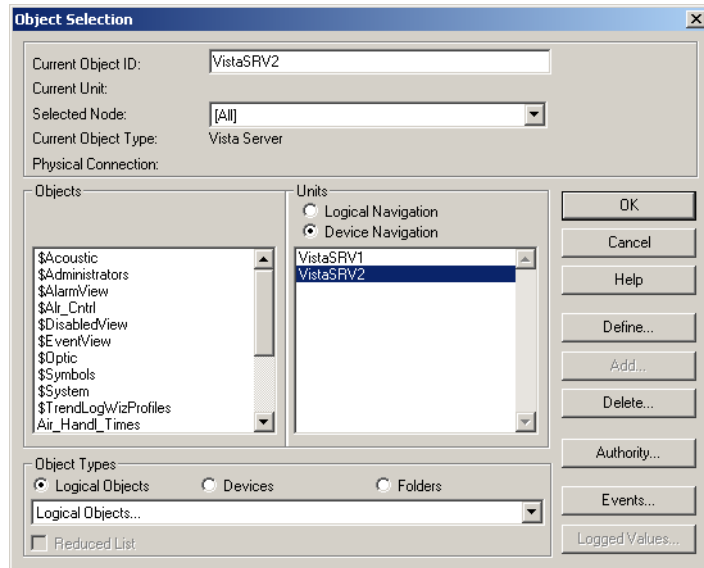 Object Selection
Current Object ID: VistaSRV2
Current Unit:
Selected Node: [All]
Current Object Type: Vista Server
Physical Connection:
Objects
$Acoustic
$Administrators
$AlarmView
$Alr_Cntrl
$DisabledView
$EventView
$Optic
$Symbols
$System
$TrendLogWizProfiles
Air_Handl_Times
Units
Logical Navigation
Device Navigation
VistaSRV1
VistaSRV2
OK
Cancel
Help
Define...
Add...
Delete...
Authority...
Events...
Logged Values...
Object Types
Logical Objects Devices Folders
Logical Objects...
Reduced List